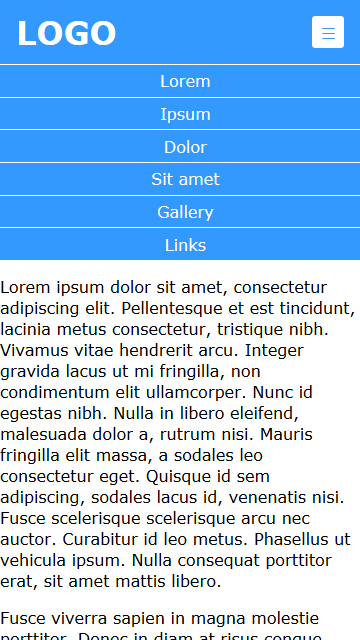 LOGO
Lorem
Ipsum
Dolor
Sit amet
Gallery
Links
Lorem ipsum dolor sit amet, consectetur
adipiscing elit. Pellentesque et est tincidunt,
lacinia metus consectetur, tristique nibh.
Vivamus vitae hendrerit arcu. Integer
gravida lacus ut mi fringilla, non
condimentum elit ullamcorper. Nunc id
egestas nibh. Nulla in libero eleifend,
malesuada dolor a, rutrum nisi. Mauris
fringilla elit massa, a sodales leo
consectetur eget. Quisque id sem
adipiscing, sodales lacus id, venenatis nisi.
Fusce scelerisque scelerisque arcu nec
auctor. Curabitur id leo metus. Phasellus ut
vehicula ipsum. Nulla consequat porttitor
erat, sit amet mattis libero.
Fusce viverra sapien in magna molestie
porttitor. Donec in diam at risus congue